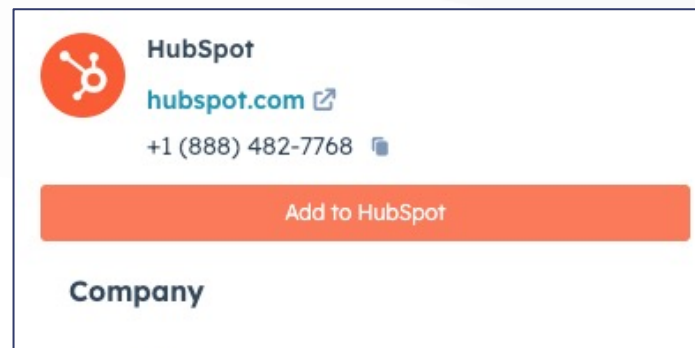 HubSpot
hubspot.com
+1 (888) 482-7768
Add to HubSpot
Company